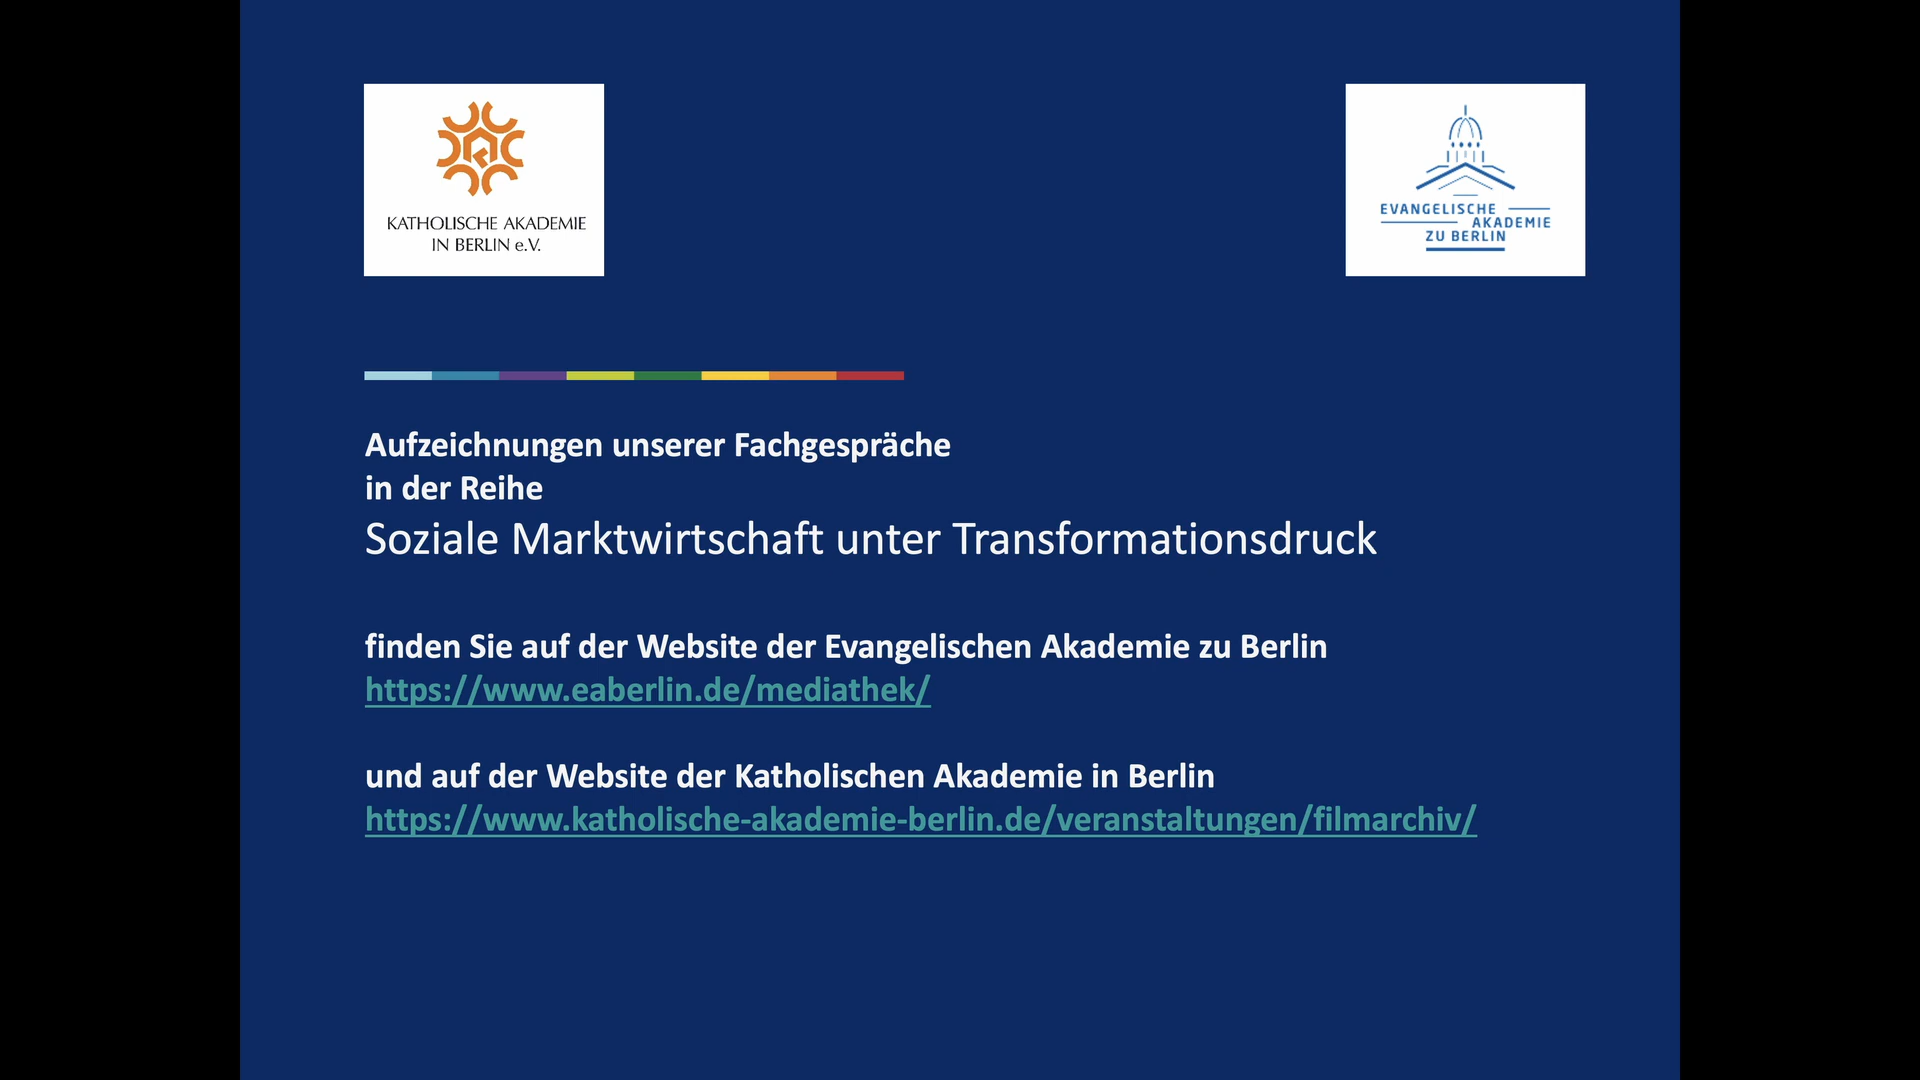 KATHOLISCHE AKADEMIE
IN BERLIN e.V.
EVANGELISCHE
AKADEMIE
ZU BERLIN
Aufzeichnungen unserer Fachgespräche
in der Reihe
Soziale Marktwirtschaft unter Transformationsdruck
finden Sie auf der Website der Evangelischen Akademie zu Berlin
https://www.eaberlin.de/mediathek/
und auf der Website der Katholischen Akademie in Berlin
https://www.katholische-akademie-berlin.de/veranstaltungen/filmarchiv/